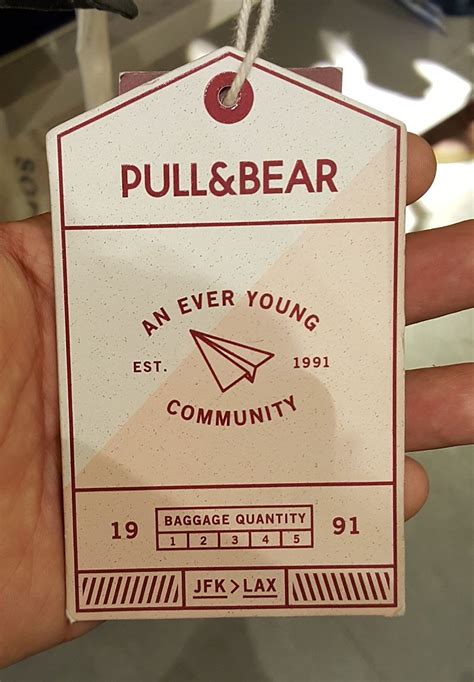 PULL&BEAR
AN EVER YOUNG
EST. 1991
COMMUNITY
19 BAGGAGE QUANTITY 91
1 2 3 4 5
JFK>LAX